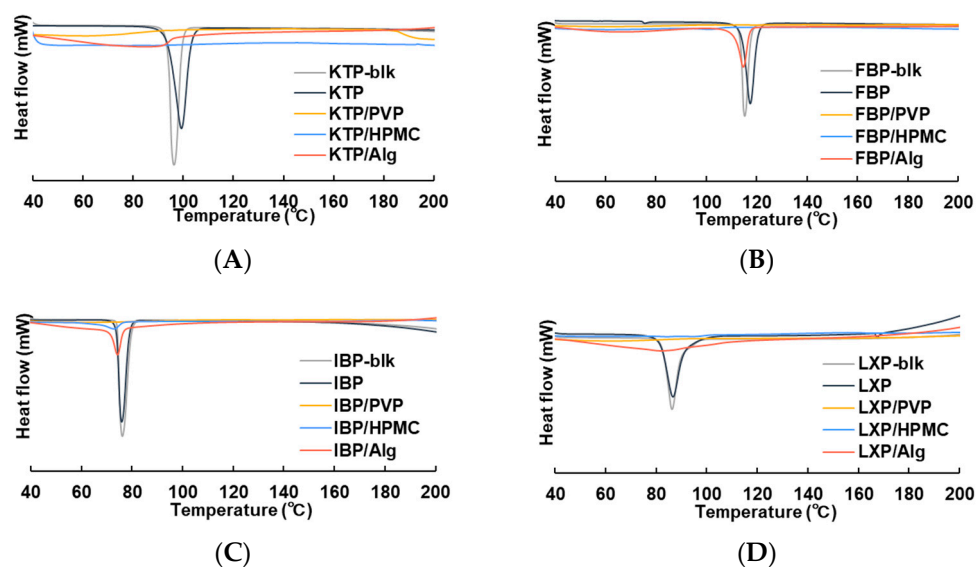 Heat flow (mW)
KTP-blk
KTP
KTP/PVP
KTP/HPMC
KTP/Alg
40 60 80 100 120 140 160 180 200
Temperature (°C)
(A)
Heat flow (mW)
FBP-blk
FBP
FBP/PVP
FBP/HPMC
FBP/Alg
40 60 80 100 120 140 160 180 200
Temperature (°C)
(B)
Heat flow (mW)
IBP-blk
IBP
IBP/PVP
IBP/HPMC
IBP/Alg
40 60 80 100 120 140 160 180 200
Temperature (°C)
(C)
Heat flow (mW)
LXP-blk
LXP
LXP/PVP
LXP/HPMC
LXP/Alg
40 60 80 100 120 140 160 180 200
Temperature (°C)
(D)